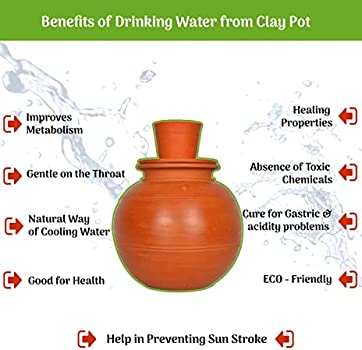 Benefits of Drinking Water from Clay Pot
Improves
Metabolism
Gentle on the Throat
Natural Way
of Cooling Water
Good for Health
Healing
Properties
Absence of Toxic
Chemicals
Cure for Gastric &
acidity problems
ECO - Friendly
Help in Preventing Sun Stroke